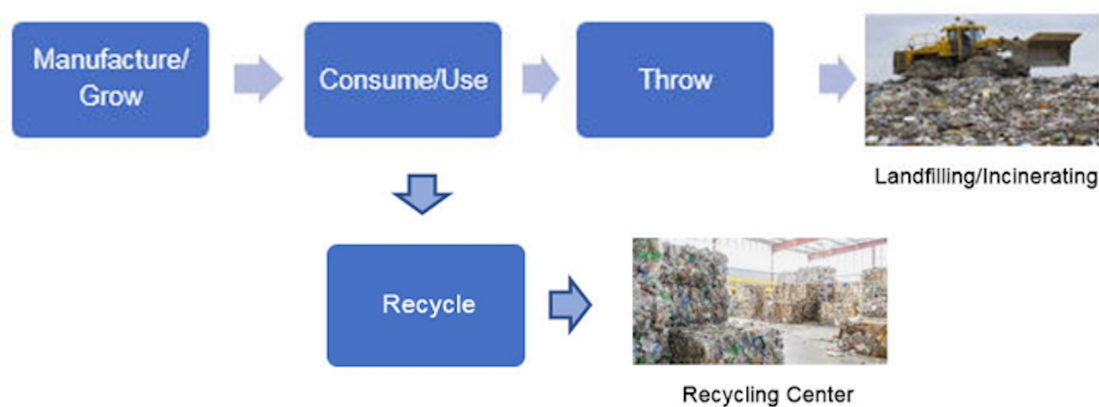 Manufacture/
Grow
Consume/Use
Throw
Landfilling/Incinerating
Recycle
Recycling Center